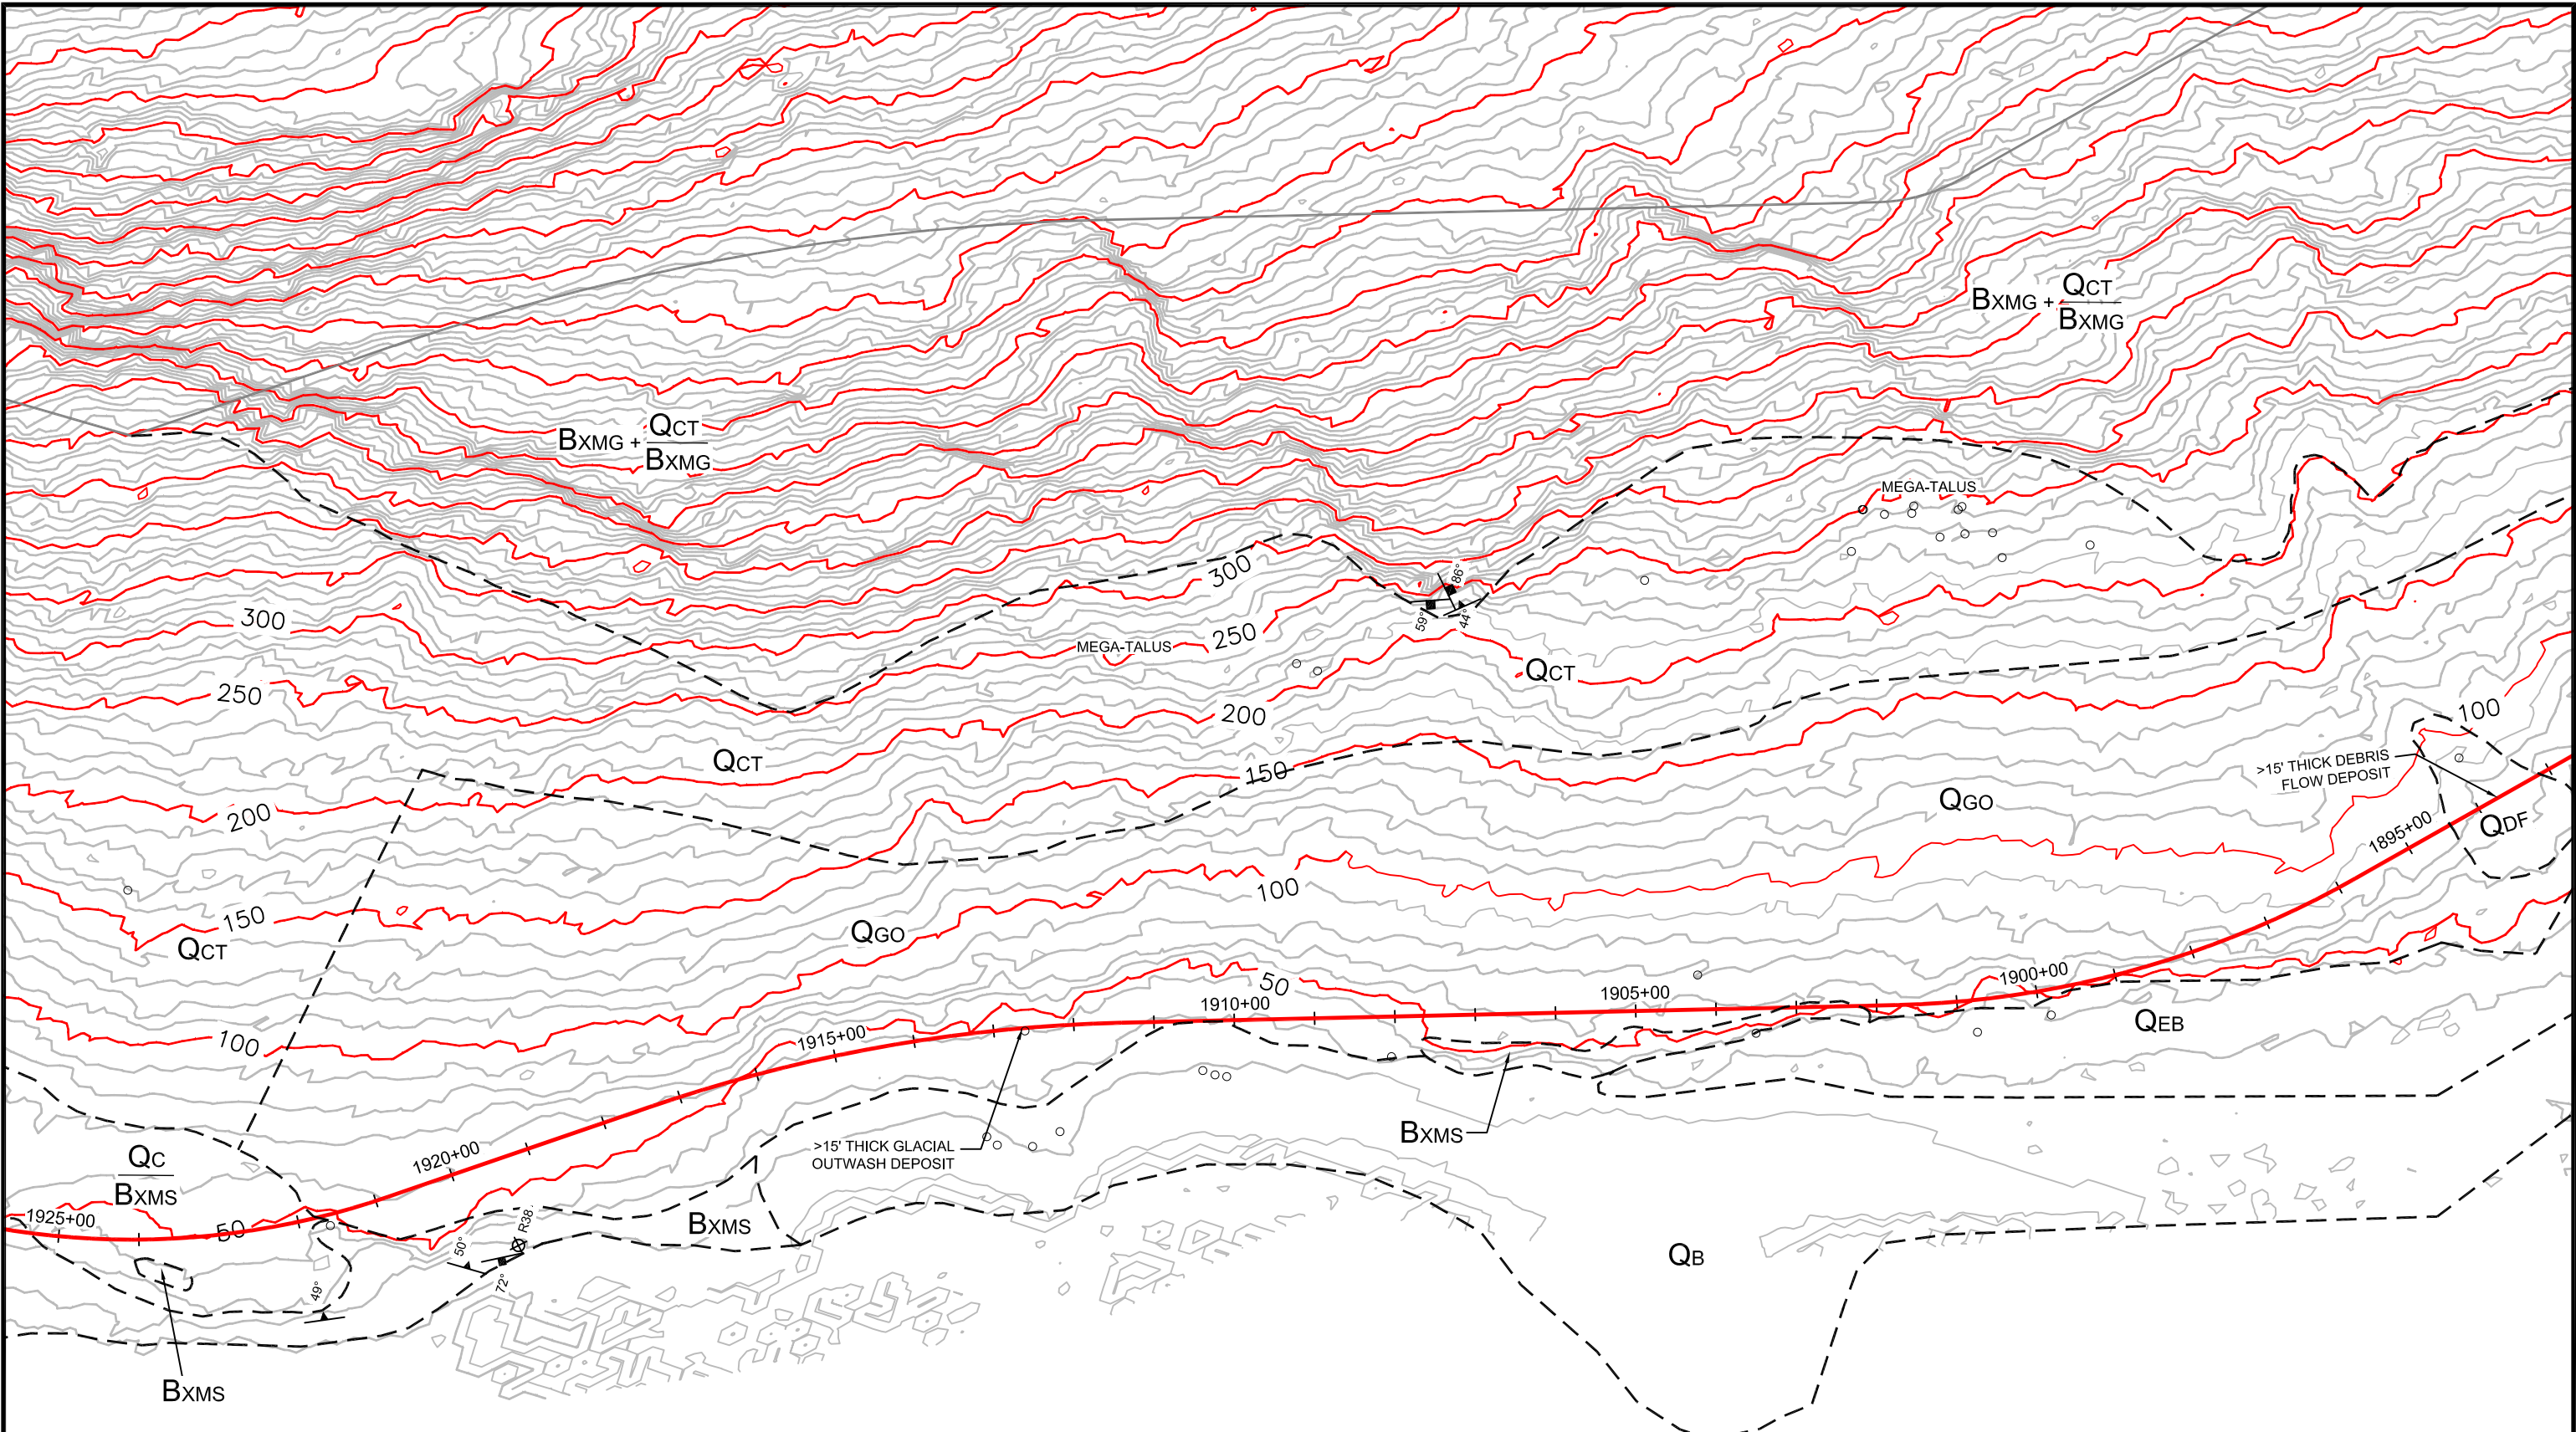 QCT
BXMG + BXMG
QCT
BXMG + BXMG
MEGA-TALUS
300
86°
59°
44°
300
250
MEGA-TALUS
QCT
250
200
100
QCT
150
>15' THICK DEBRIS
FLOW DEPOSIT
QGO
200
QDF
1895+00
100
150
QGO
QCT
50
1900+00
1905+00
1910+00
QEB
1915+00
100
BXMS
>15' THICK GLACIAL
OUTWASH DEPOSIT
1920+00
QC
BXMS
1925+00
50
R38
BXMS
50°
72°
49°
QB
BXMS